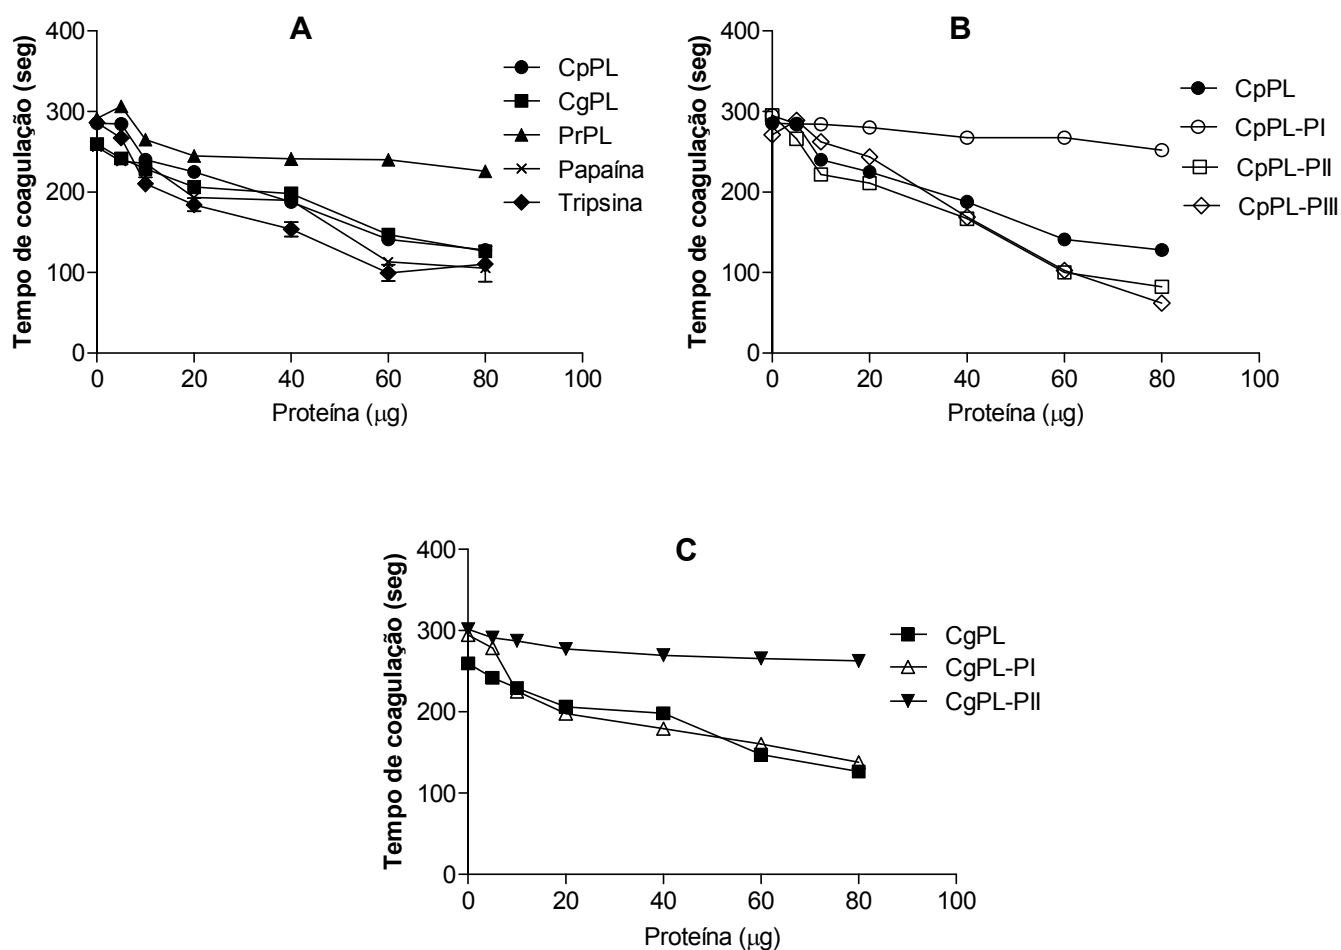 A
Tempo de coagulação (seg)
400
300
200
100
0
0 20 40 60 80 100
Proteína (μg)
CpPL
CgPL
PrPL
Papaína
Tripsina
B
Tempo de coagulação (seg)
400
300
200
100
0
0 20 40 60 80 100
Proteína (μg)
CpPL
CpPL-PI
CpPL-PII
CpPL-PIII
C
Tempo de coagulação (seg)
400
300
200
100
0
0 20 40 60 80 100
Proteína (μg)
CgPL
CgPL-PI
CgPL-PII